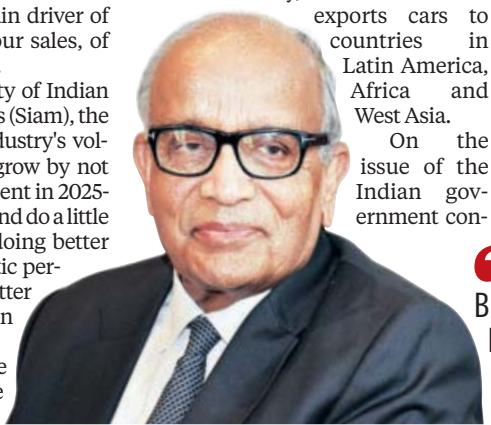 in driver of
our sales, of
ty of Indian
s (Siam), the
dustry's vol-
grow by not
ent in 2025-
nd do a little
doing better
tic per-
tter
n
e
e
exports cars to
countries in
Latin America,
Africa and
West Asia.
On the
issue of the
Indian gov-
ernment con-
“
B